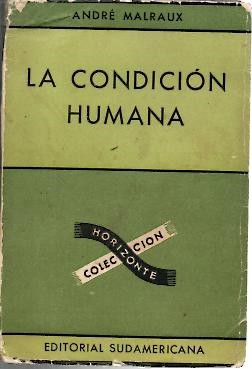 ANDRÉ MALRAUX
LA CONDICIÓN
HUMANA
HORIZONTE
COLECCION
EDITORIAL SUDAMERICANA